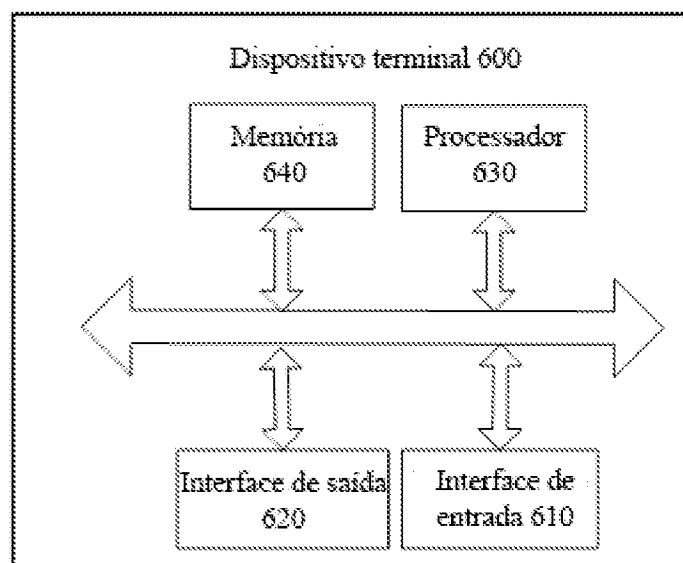 Dispositivo terminal 600
Memória
640
Processador
630
Interface de saída
620
Interface de
entrada 610